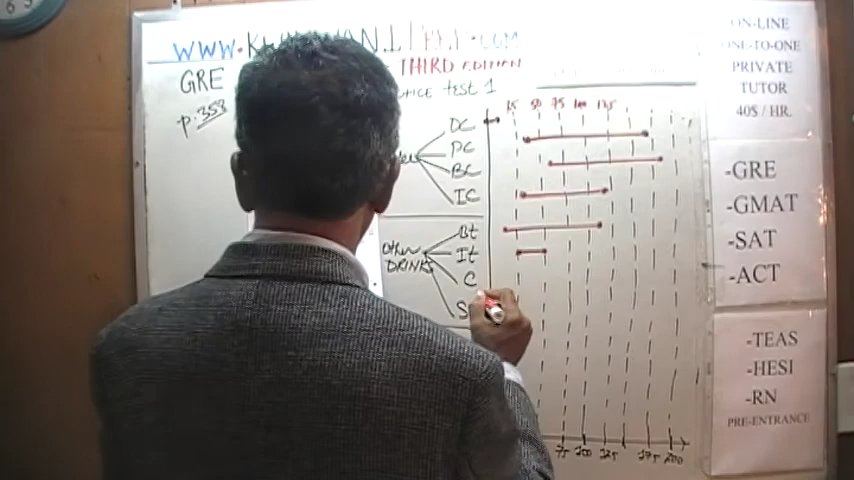 GRE
THIRD EDITION
p. 353
TEST 1
25 50 75 100 125
DC
PC
BC
IC
Other
DRINKS
Bt
It
C
S
75 100 125 175 200
ON-LINE
ONE-TO-ONE
PRIVATE
TUTOR
40$ / HR.
-GRE
-GMAT
-SAT
-ACT
-TEAS
-HESI
-RN
PRE-ENTRANCE